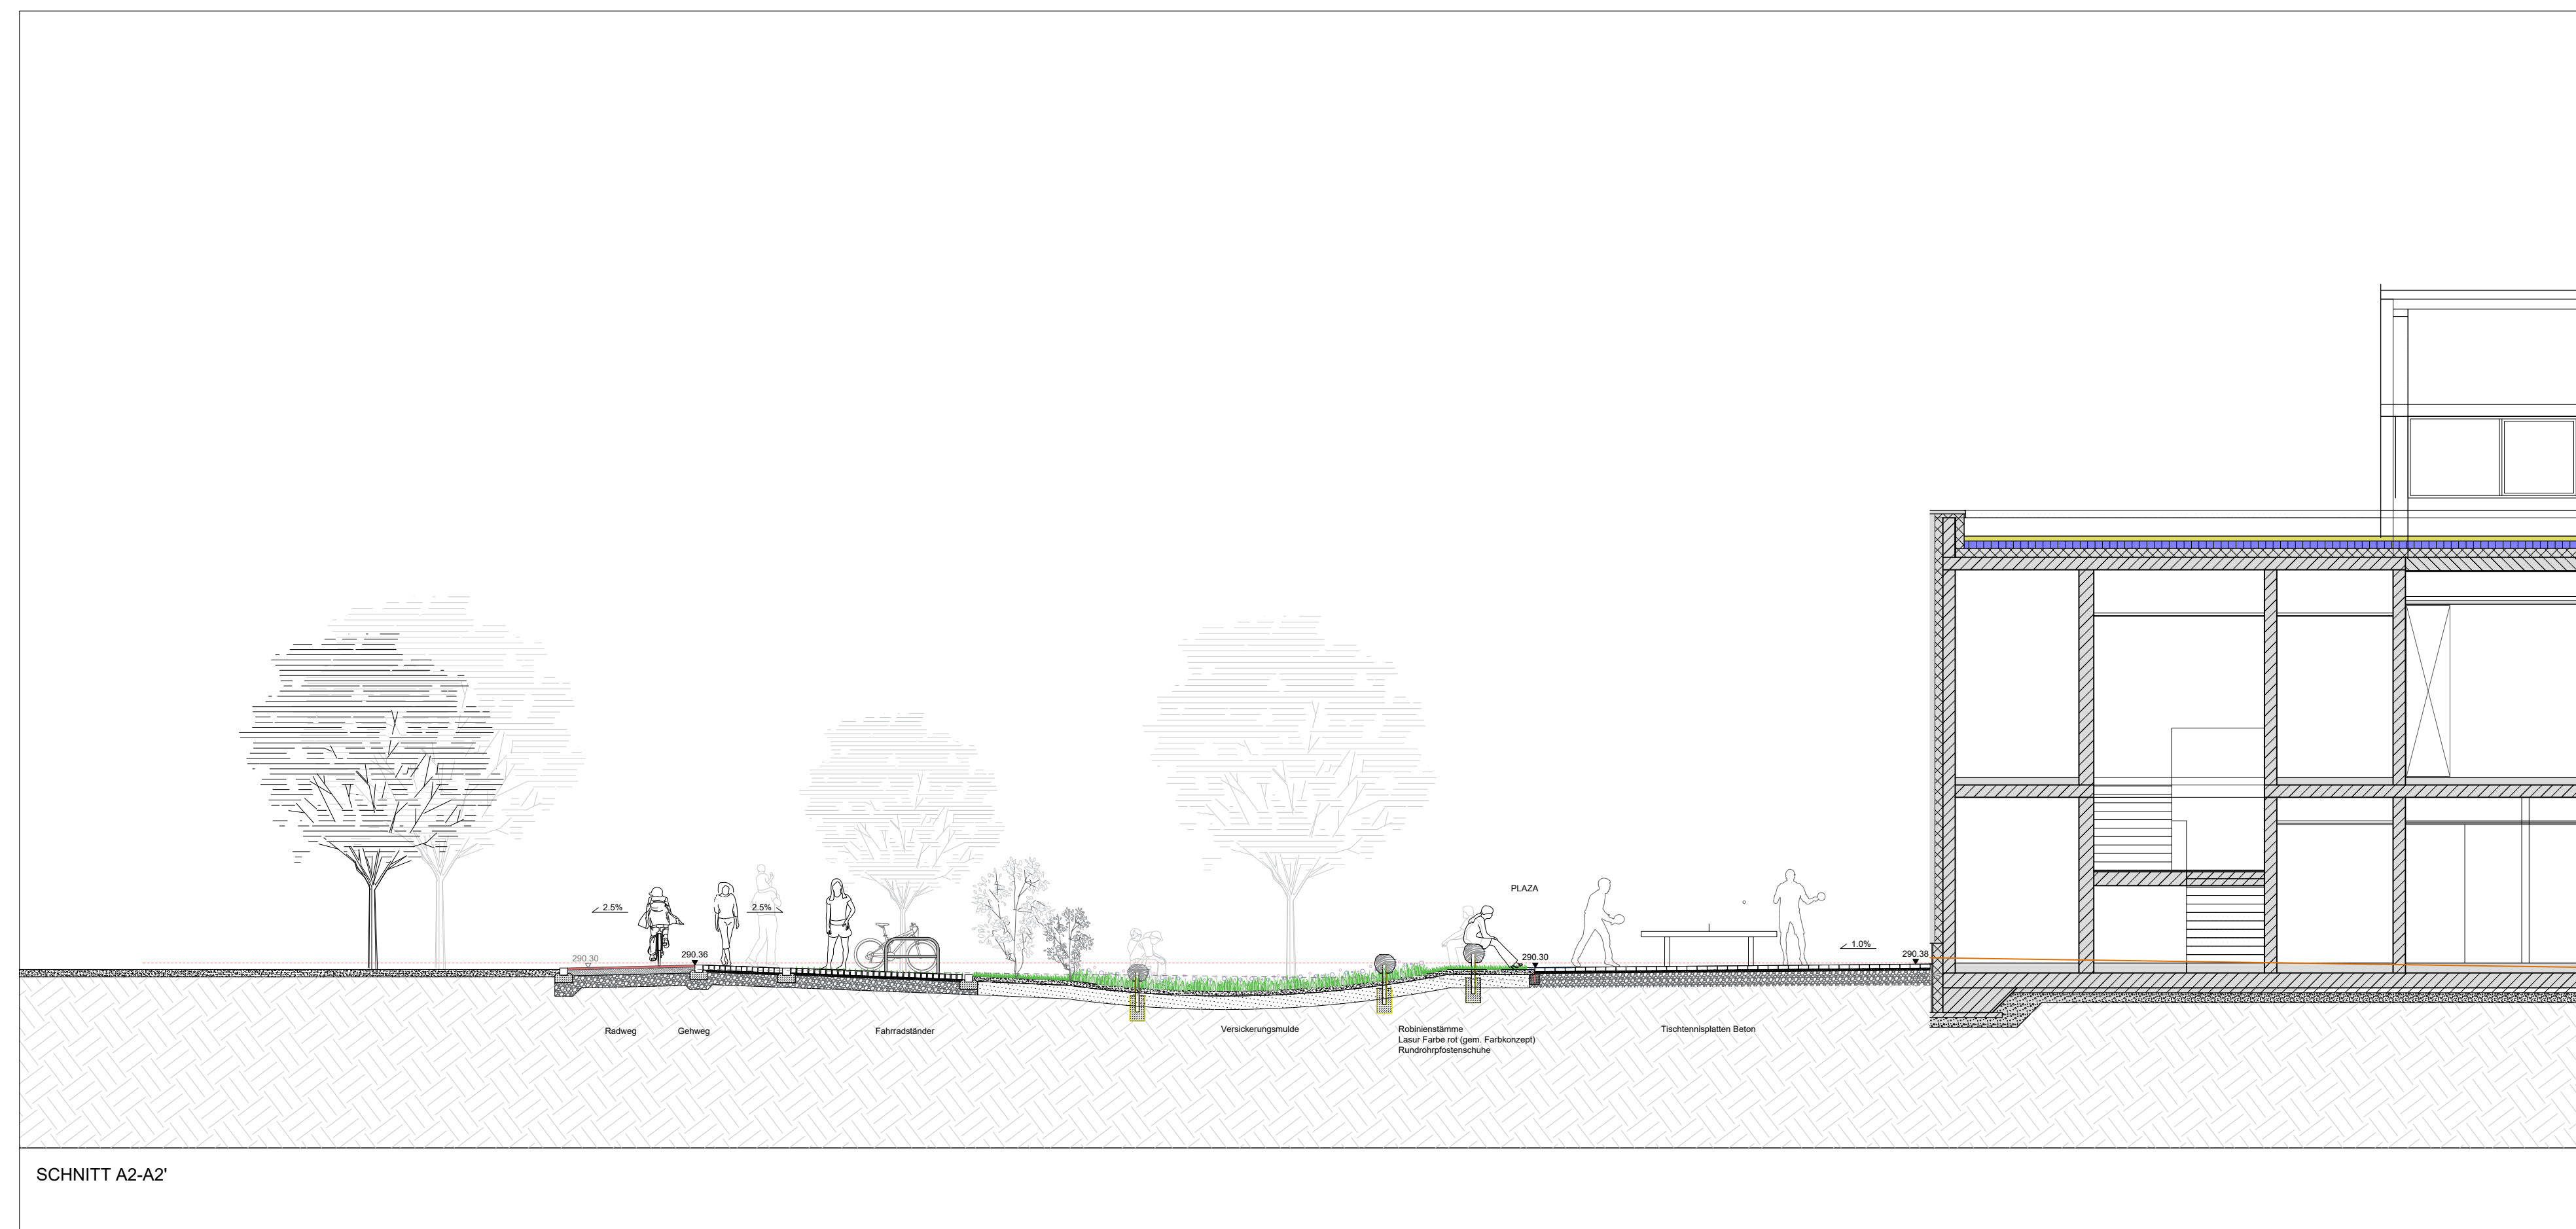 PLAZA
2.5%
2.5%
1.0%
290.30
290.36
290.30
290.38
Radweg
Gehweg
Fahrradständer
Versickerungsmulde
Robinienstämme
Lasur Farbe rot (gem. Farbkonzept)
Rundrohrpfostenschuhe
Tischtennisplatten Beton
SCHNITT A2-A2'